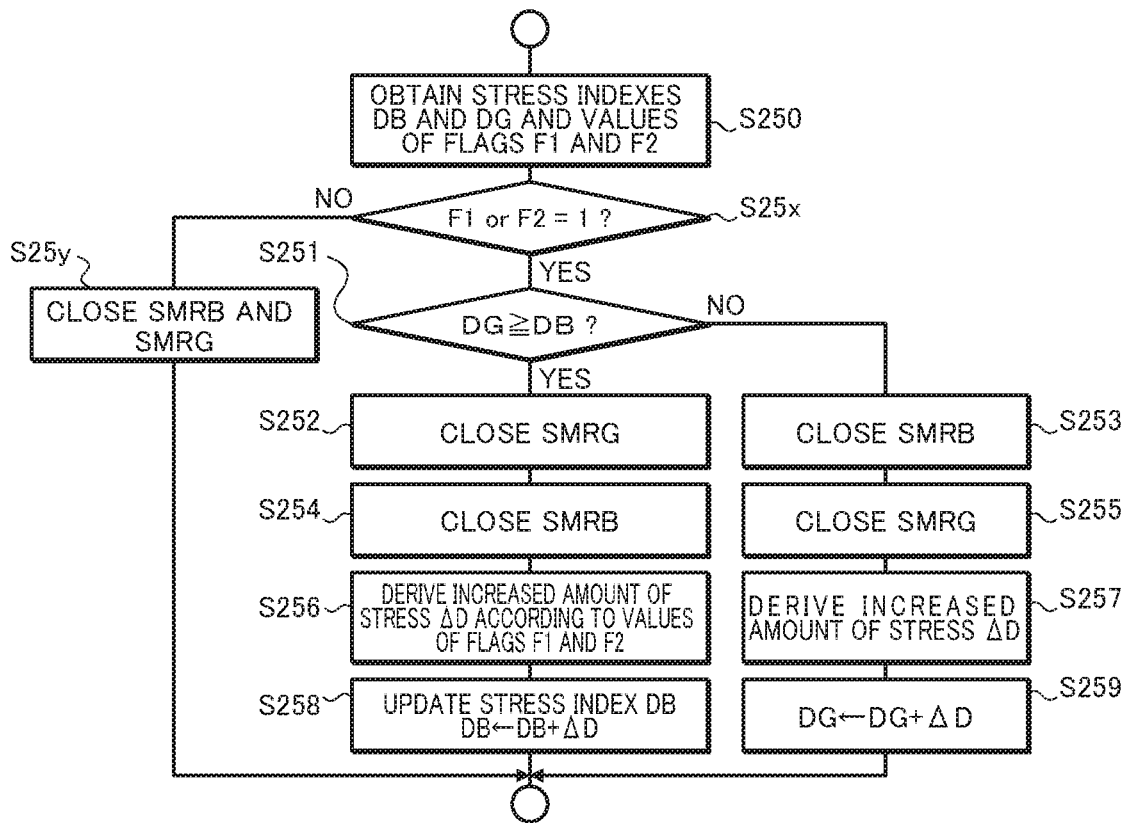 OBTAIN STRESS INDEXES
DB AND DG AND VALUES
OF FLAGS F1 AND F2
S250
NO
F1 or F2 = 1 ?
S25x
S25y
S251
YES
CLOSE SMRB AND
SMRG
DG≧DB ?
NO
YES
S252
CLOSE SMRG
CLOSE SMRB
S253
S254
CLOSE SMRB
CLOSE SMRG
S255
S256
DERIVE INCREASED AMOUNT OF
STRESS ΔD ACCORDING TO VALUES
OF FLAGS F1 AND F2
DERIVE INCREASED
AMOUNT OF STRESS ΔD
S257
S258
UPDATE STRESS INDEX DB
DB←DB+ΔD
DG←DG+ΔD
S259